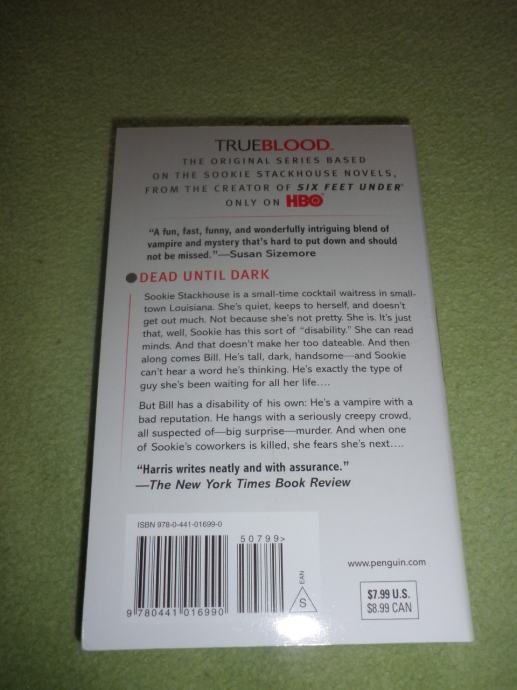 TRUEBLOOD™
THE ORIGINAL SERIES BASED
ON THE SOOKIE STACKHOUSE NOVELS,
FROM THE CREATOR OF SIX FEET UNDER®
ONLY ON HBO®
“A fun, fast, funny, and wonderfully intriguing blend of
vampire and mystery that's hard to put down and should
not be missed.”—Susan Sizemore
DEAD UNTIL DARK
Sookie Stackhouse is a small-time cocktail waitress in small-
town Louisiana. She's quiet, keeps to herself, and doesn't
get out much. Not because she's not pretty. She is. It's just
that, well, Sookie has this sort of “disability.” She can read
minds. And that doesn't make her too dateable. And then
along comes Bill. He's tall, dark, handsome—and Sookie
can't hear a word he's thinking. He's exactly the type of
guy she's been waiting for all her life....
But Bill has a disability of his own: He's a vampire with a
bad reputation. He hangs with a seriously creepy crowd,
all suspected of—big surprise—murder. And when one
of Sookie's coworkers is killed, she fears she's next....
“Harris writes neatly and with assurance.”
—The New York Times Book Review
ISBN 978-0-441-01699-0
50799>
9 780441 016990
EAN
S
www.penguin.com
$7.99 U.S.
$8.99 CAN